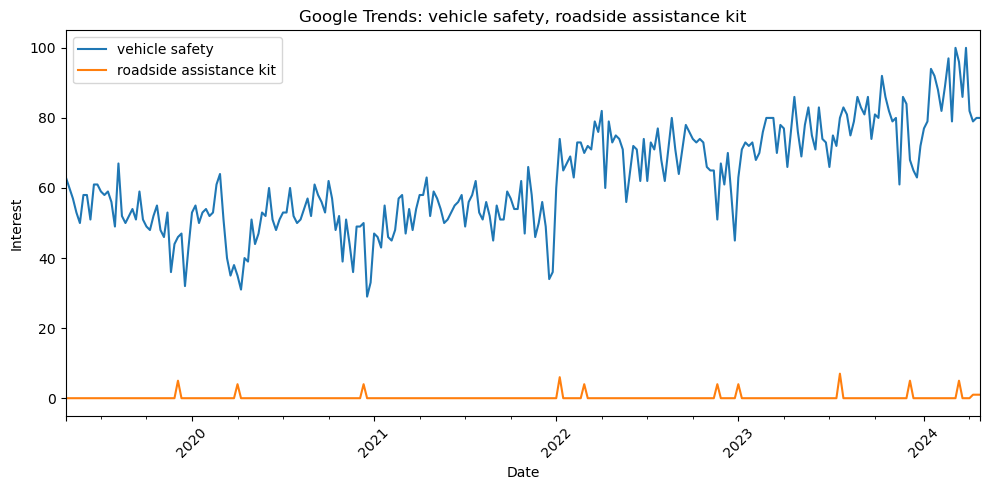 Google Trends: vehicle safety, roadside assistance kit
vehicle safety
roadside assistance kit
100
80
60
40
20
0
Interest
2020
2021
2022
2023
2024
Date